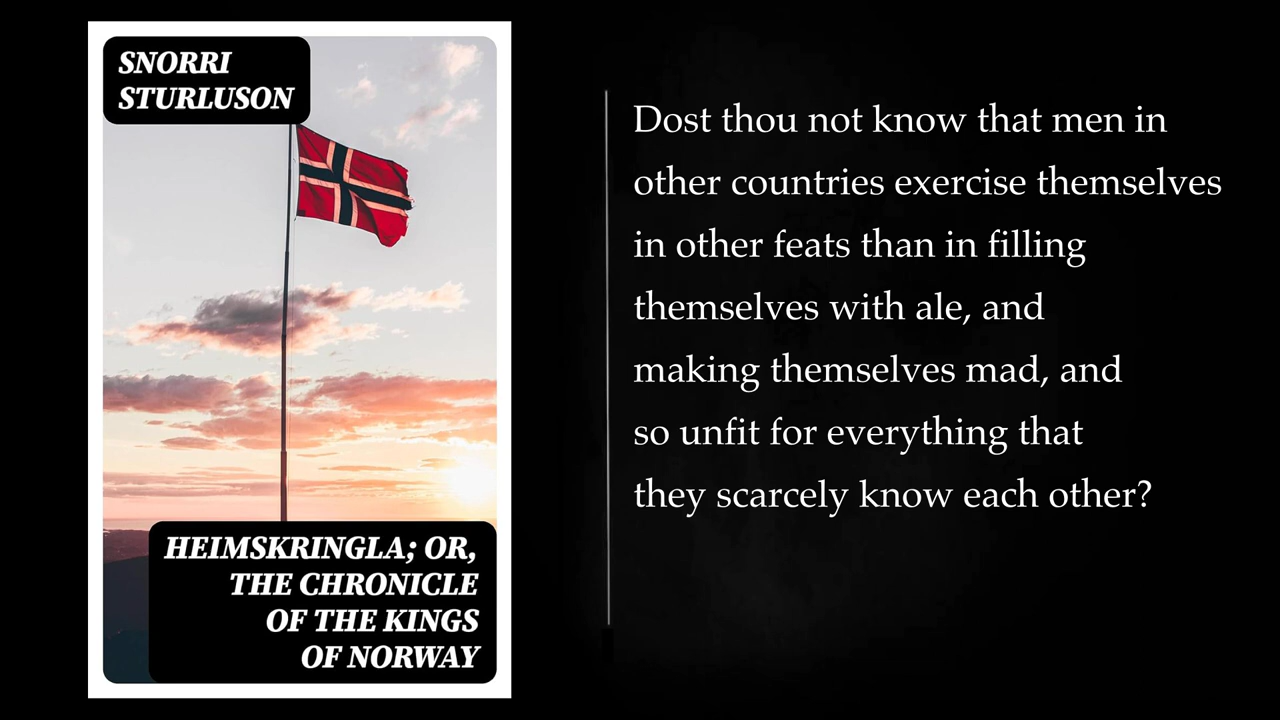 SNORRI
STURLUSON
HEIMSKRINGLA; OR,
THE CHRONICLE
OF THE KINGS
OF NORWAY
Dost thou not know that men in
other countries exercise themselves
in other feats than in filling
themselves with ale, and
making themselves mad, and
so unfit for everything that
they scarcely know each other?